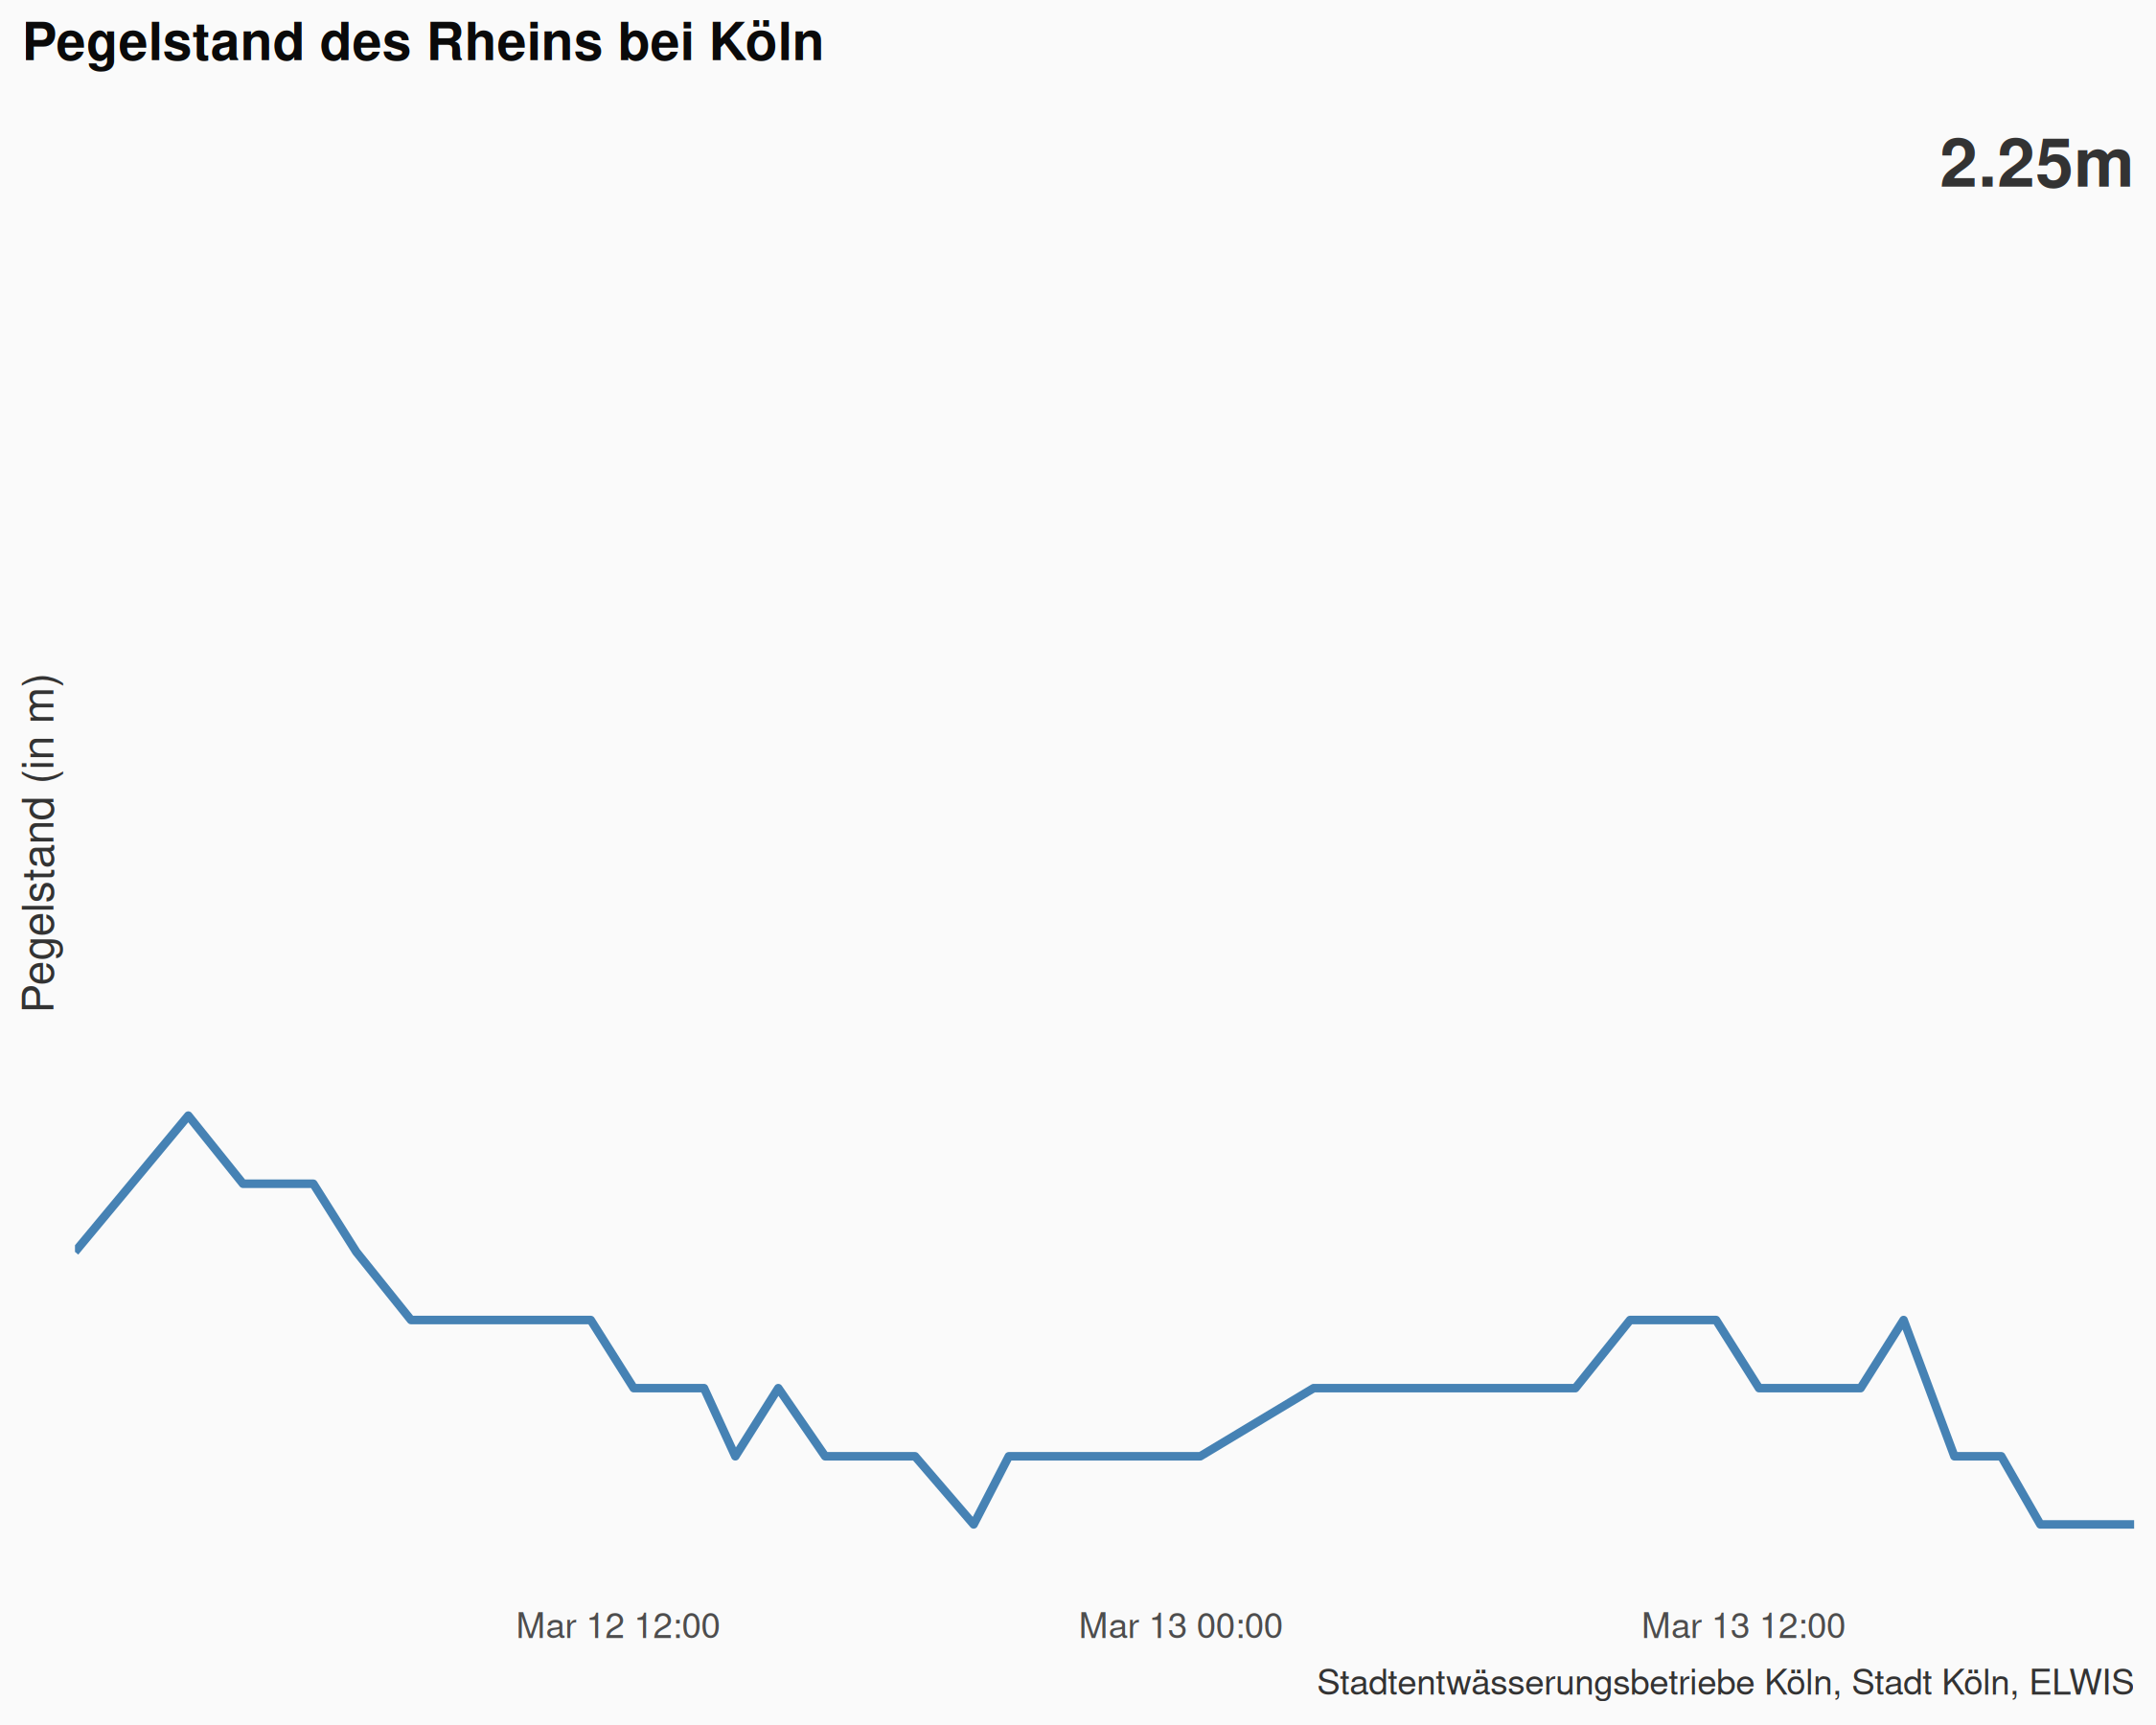 Pegelstand des Rheins bei Köln
2.25m
Pegelstand (in m)
Mar 12 12:00
Mar 13 00:00
Mar 13 12:00
Stadtentwässerungsbetriebe Köln, Stadt Köln, ELWIS